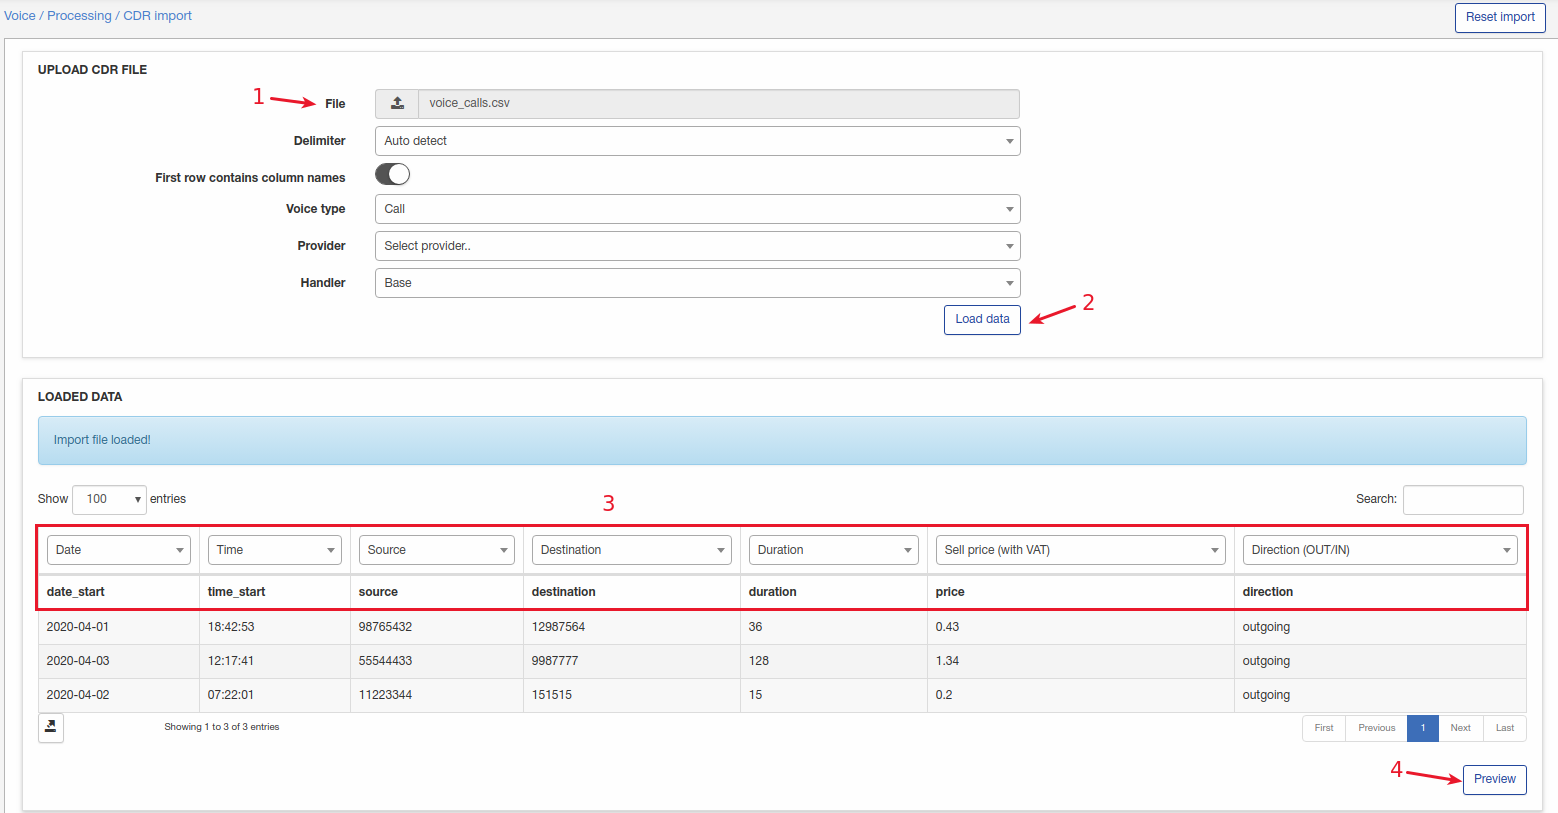 Voice / Processing / CDR import
Reset import
UPLOAD CDR FILE
1
File
voice_calls.csv
Delimiter
Auto detect
First row contains column names
Voice type
Call
Provider
Select provider..
Handler
Base
Load data
2
LOADED DATA
Import file loaded!
Show 100 entries
3
Search:
Date Time Source Destination Duration Sell price (with VAT) Direction (OUT/IN)
date_start time_start source destination duration price direction
2020-04-01 18:42:53 98765432 12987564 36 0.43 outgoing
2020-04-03 12:17:41 55544433 9987777 128 1.34 outgoing
2020-04-02 07:22:01 11223344 151515 15 0.2 outgoing
Showing 1 to 3 of 3 entries
First Previous 1 Next Last
4
Preview